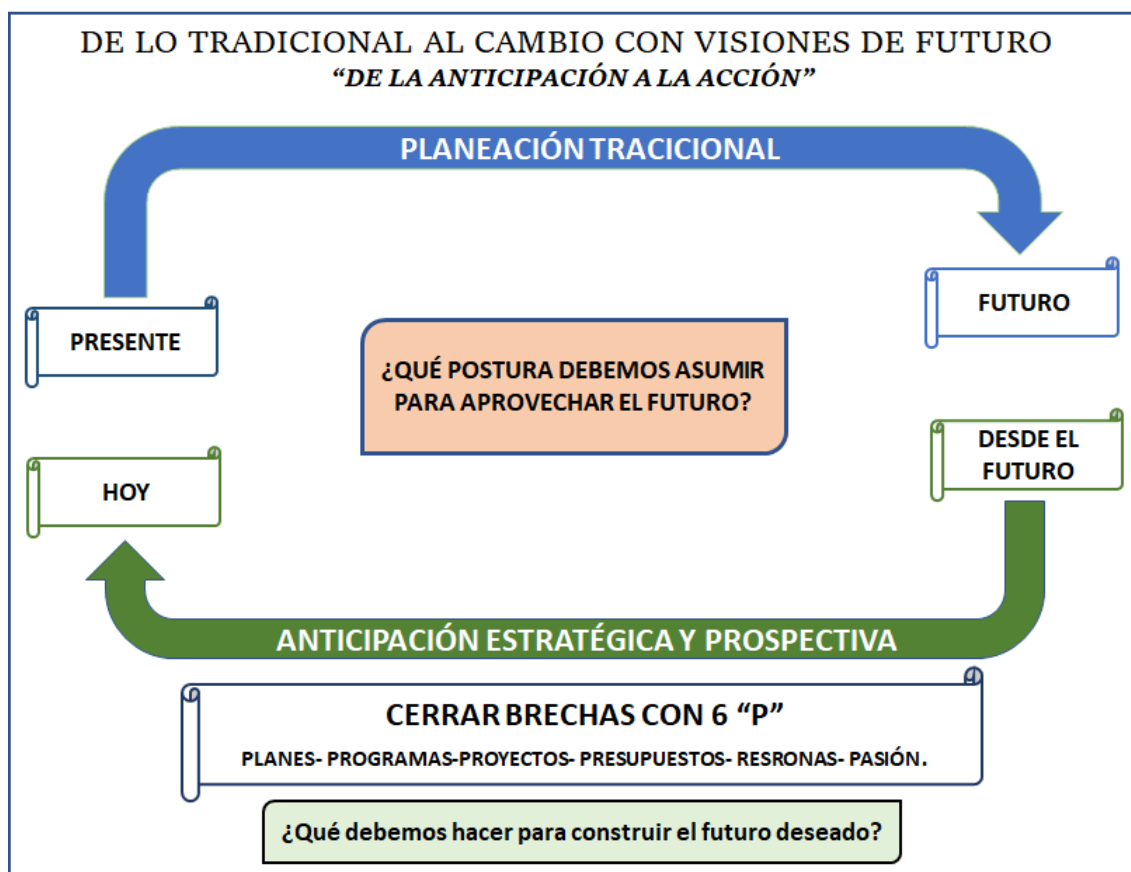 DE LO TRADICIONAL AL CAMBIO CON VISIONES DE FUTURO
“DE LA ANTICIPACIÓN A LA ACCIÓN”
PLANEACIÓN TRACICIONAL
PRESENTE
FUTURO
¿QUÉ POSTURA DEBEMOS ASUMIR
PARA APROVECHAR EL FUTURO?
HOY
DESDE EL
FUTURO
ANTICIPACIÓN ESTRATÉGICA Y PROSPECTIVA
CERRAR BRECHAS CON 6 “P”
PLANES- PROGRAMAS-PROYECTOS- PRESUPUESTOS- RESRONAS- PASIÓN.
¿Qué debemos hacer para construir el futuro deseado?